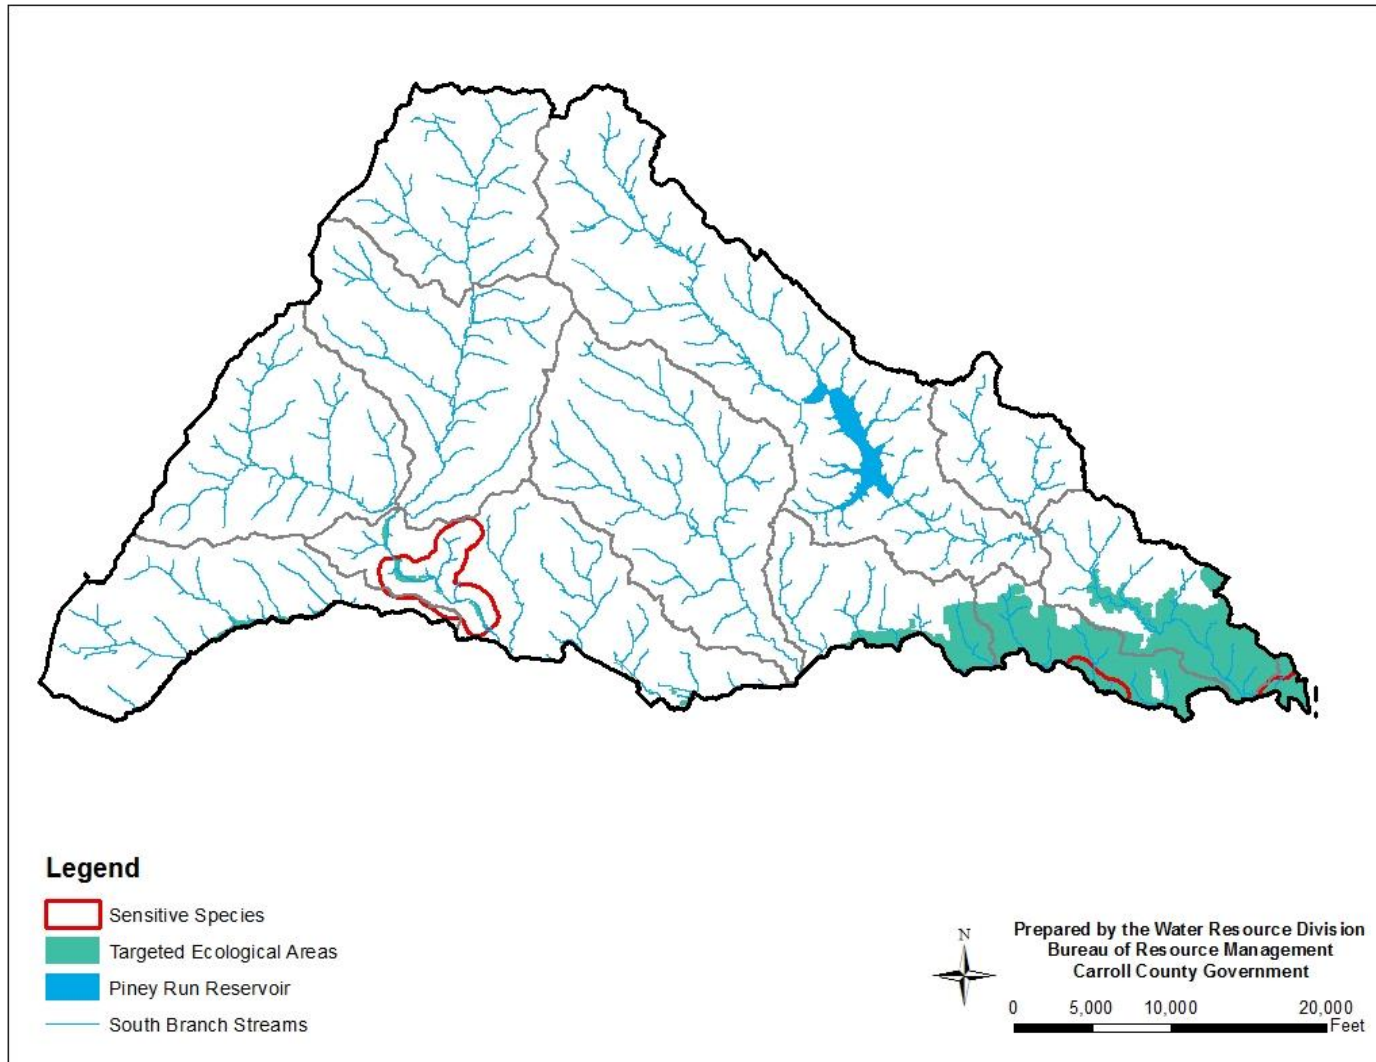 Legend
Sensitive Species
Targeted Ecological Areas
Piney Run Reservoir
South Branch Streams
N
Prepared by the Water Resource Division
Bureau of Resource Management
Carroll County Government
0 5,000 10,000 20,000
Feet